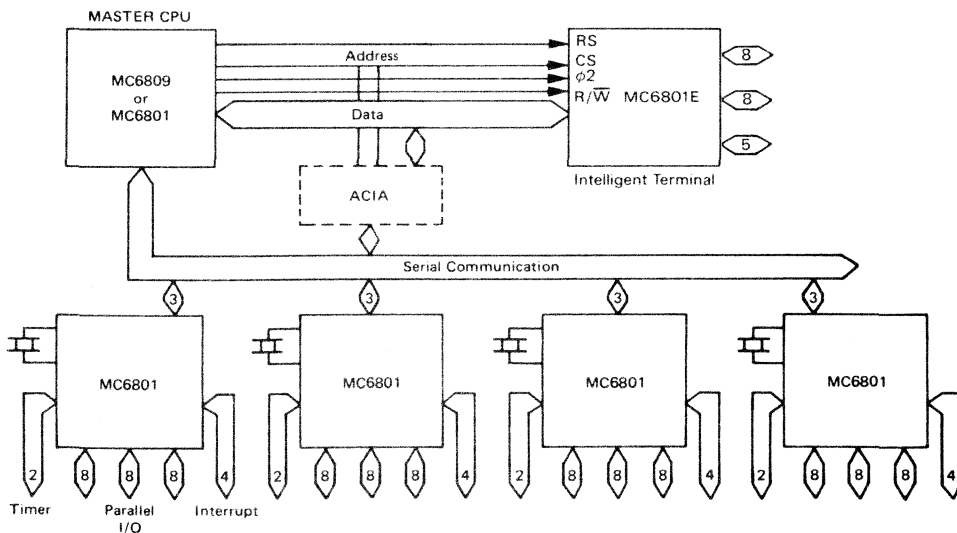 MASTER CPU
MC6809
or
MC6801
Address
Data
RS
CS
φ2
R/W̅ MC6801E
8
8
5
Intelligent Terminal
ACIA
Serial Communication
3 3 3 3
MC6801 MC6801 MC6801 MC6801
2 8 8 8 4 2 8 8 8 4 2 8 8 8 4 2 8 8 8 4
Timer Parallel Interrupt
I/O